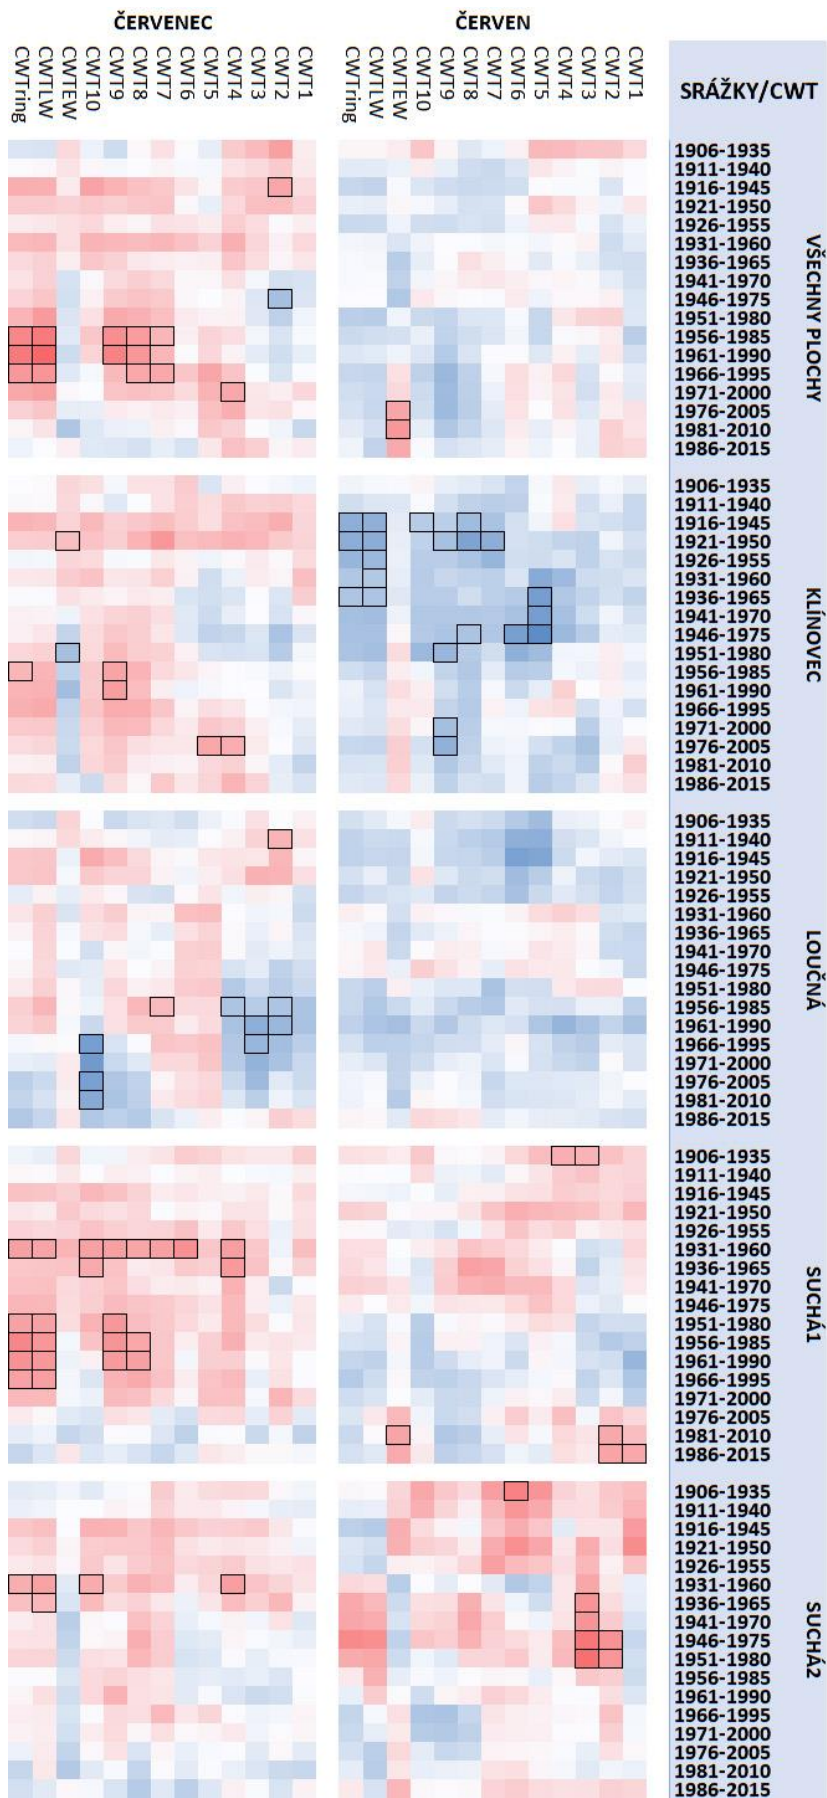 ČERVENEC
ČERVEN
CWTring
CWTLW
CWTEW
CWT10
CWT9
CWT8
CWT7
CWT6
CWT5
CWT4
CWT3
CWT2
CWT1
CWTring
CWTLW
CWTEW
CWT10
CWT9
CWT8
CWT7
CWT6
CWT5
CWT4
CWT3
CWT2
CWT1
SRÁŽKY/CWT
VŠECHNY PLOCHY
1906-1935
1911-1940
1916-1945
1921-1950
1926-1955
1931-1960
1936-1965
1941-1970
1946-1975
1951-1980
1956-1985
1961-1990
1966-1995
1971-2000
1976-2005
1981-2010
1986-2015
KLÍNOVEC
1906-1935
1911-1940
1916-1945
1921-1950
1926-1955
1931-1960
1936-1965
1941-1970
1946-1975
1951-1980
1956-1985
1961-1990
1966-1995
1971-2000
1976-2005
1981-2010
1986-2015
LOUČNÁ
1906-1935
1911-1940
1916-1945
1921-1950
1926-1955
1931-1960
1936-1965
1941-1970
1946-1975
1951-1980
1956-1985
1961-1990
1966-1995
1971-2000
1976-2005
1981-2010
1986-2015
SUCHÁ1
1906-1935
1911-1940
1916-1945
1921-1950
1926-1955
1931-1960
1936-1965
1941-1970
1946-1975
1951-1980
1956-1985
1961-1990
1966-1995
1971-2000
1976-2005
1981-2010
1986-2015
SUCHÁ2
1906-1935
1911-1940
1916-1945
1921-1950
1926-1955
1931-1960
1936-1965
1941-1970
1946-1975
1951-1980
1956-1985
1961-1990
1966-1995
1971-2000
1976-2005
1981-2010
1986-2015